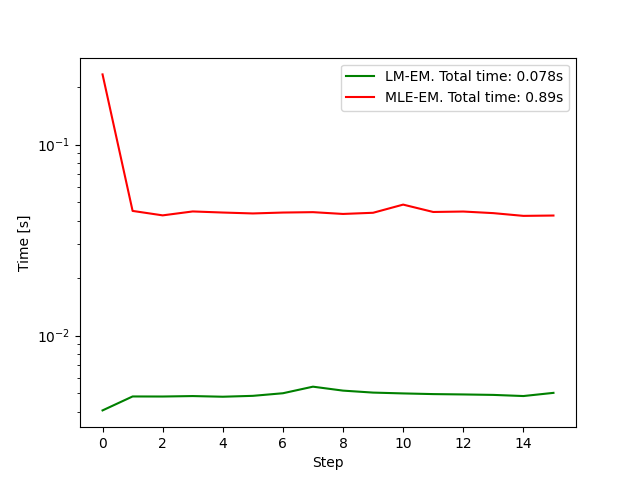 LM-EM. Total time: 0.078s
MLE-EM. Total time: 0.89s
10⁻¹
10⁻²
Time [s]
0 2 4 6 8 10 12 14
Step